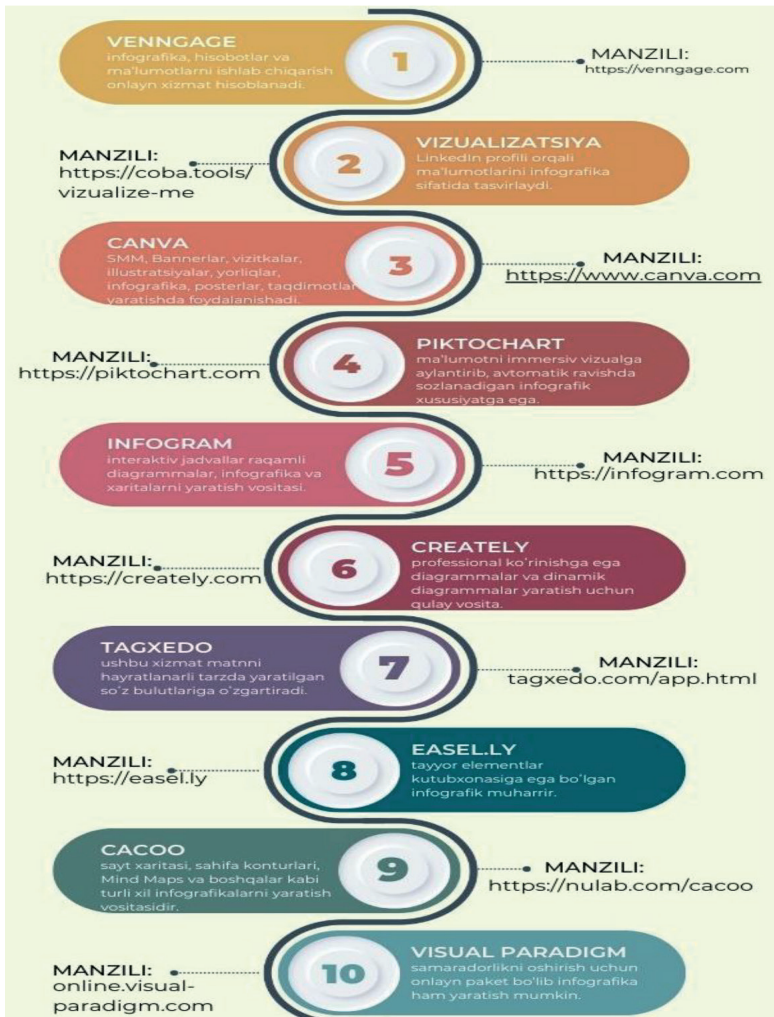 VENNGAGE
infografika, hisobotlar va
ma'lumotlarni ishlab chiqarish
onlayn xizmat hisoblanadi.
1
MANZILI:
https://venngage.com
MANZILI:
https://coba.tools/
vizualize-me
2
VIZUALIZATSIYA
LinkedIn profili orqali
ma'lumotlarini infografika
sifatida tasvirlaydi.
CANVA
SMM, Bannerlar, vizitkalar,
illustratsiyalar, yorliqlar,
infografika, posterlar, taqdimotlar
yaratishda foydalanishadi.
3
MANZILI:
https://www.canva.com
MANZILI:
https://piktochart.com
4
PIKTOCHART
ma'lumotni immersiv vizualga
aylantirib, avtomatik ravishda
sozlanadigan infografik
xususiyatga ega.
INFOGRAM
interaktiv jadvallar raqamli
diagrammalar, infografika va
xaritalarni yaratish vositasi.
5
MANZILI:
https://infogram.com
MANZILI:
https://creately.com
6
CREATELY
professional ko'rinishga ega
diagrammalar va dinamik
diagrammalar yaratish uchun
qulay vosita.
TAGXEDO
ushbu xizmat matnni
hayratlanarli tarzda yaratilgan
so'z bulutlariga o'zgartiradi.
7
MANZILI:
tagxedo.com/app.html
MANZILI:
https://easel.ly
8
EASEL.LY
tayyor elementlar
kutubxonasiga ega bo'lgan
infografik muharrir.
CACOO
sayt xaritasi, sahifa konturlari,
Mind Maps va boshqalar kabi
turli xil infografikalarni yaratish
vositasidir.
9
MANZILI:
https://nulab.com/cacoo
MANZILI:
online.visual-
paradigm.com
10
VISUAL PARADIGM
samaradorlikni oshirish uchun
onlayn paket bo'lib infografika
ham yaratish mumkin.